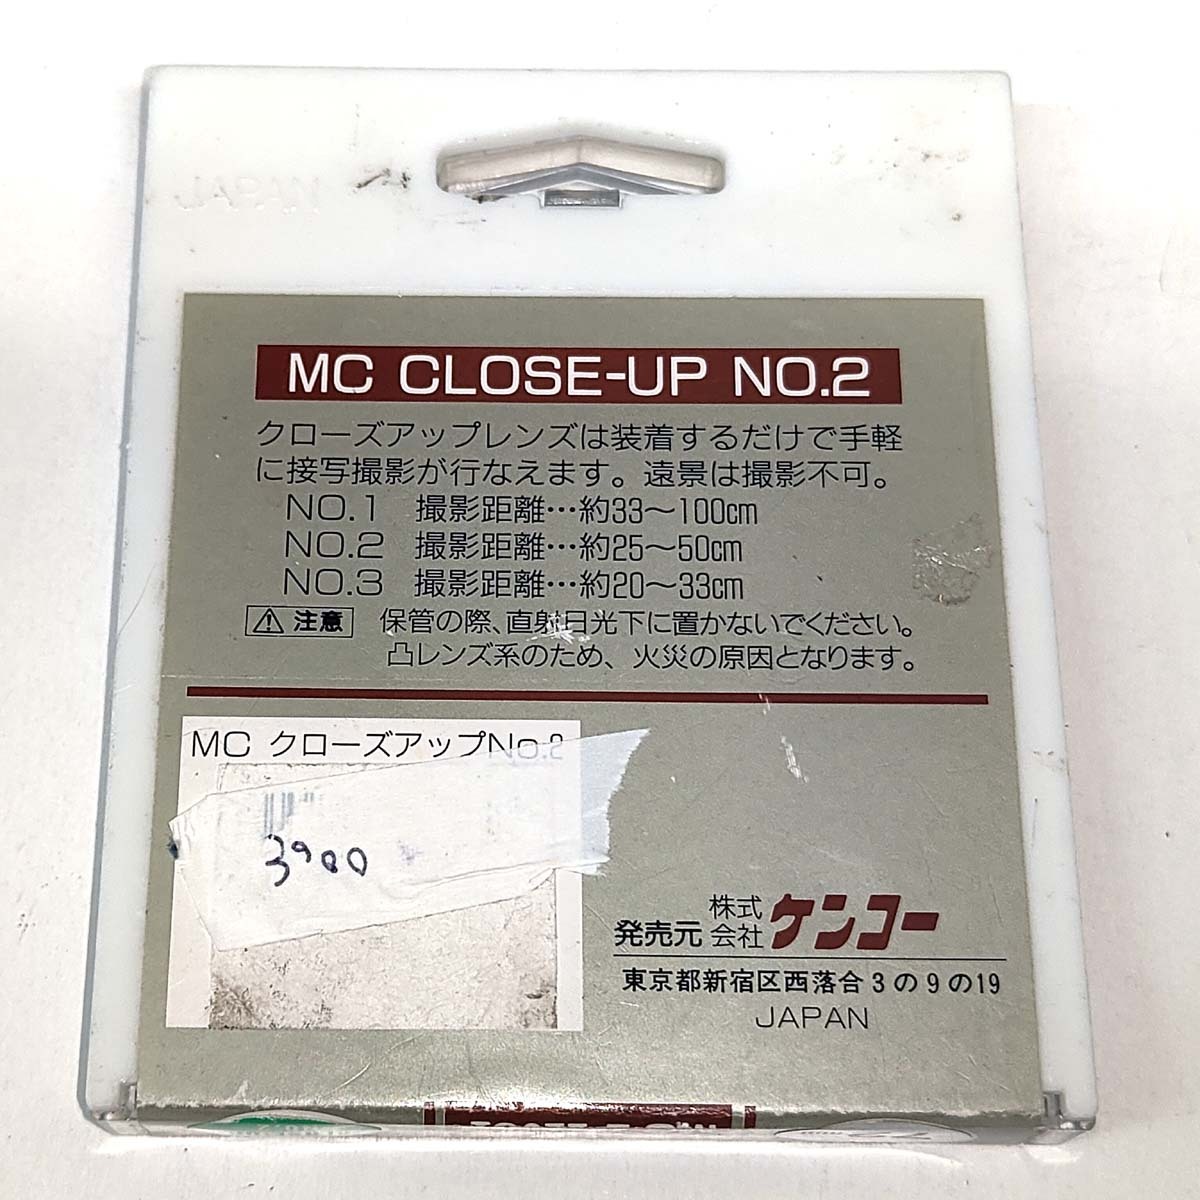 JAPAN
MC CLOSE-UP NO.2
クローズアップレンズは装着するだけで手軽
に接写撮影が行なえます。遠景は撮影不可。
NO.1 撮影距離…約33〜100cm
NO.2 撮影距離…約25〜50cm
NO.3 撮影距離…約20〜33cm
注意 保管の際、直射日光下に置かないでください。
凸レンズ系のため、火災の原因となります。
MC クローズアップNo.2
3900
発売元 株式会社 ケンコー
東京都新宿区西落合3の9の19
JAPAN